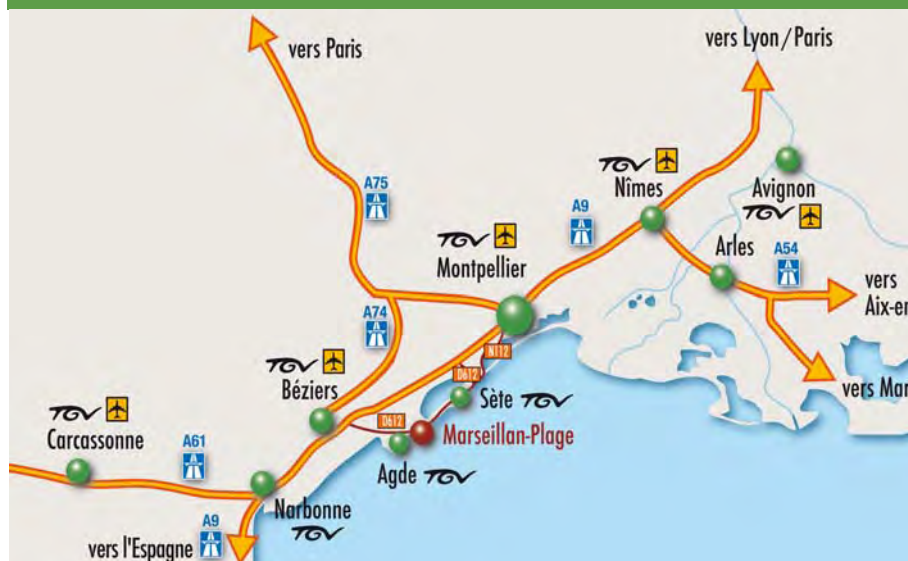 vers Paris
vers Lyon/Paris
A75
TGV
Nîmes
A9
Avignon
TGV
TGV
Montpellier
Arles
A54
vers
Aix-en
A74
N112
D612
TGV
Béziers
Sète TGV
vers Mar
TGV
Carcassonne
D612
Marseillan-Plage
A61
Agde TGV
Narbonne
TGV
A9
vers l'Espagne